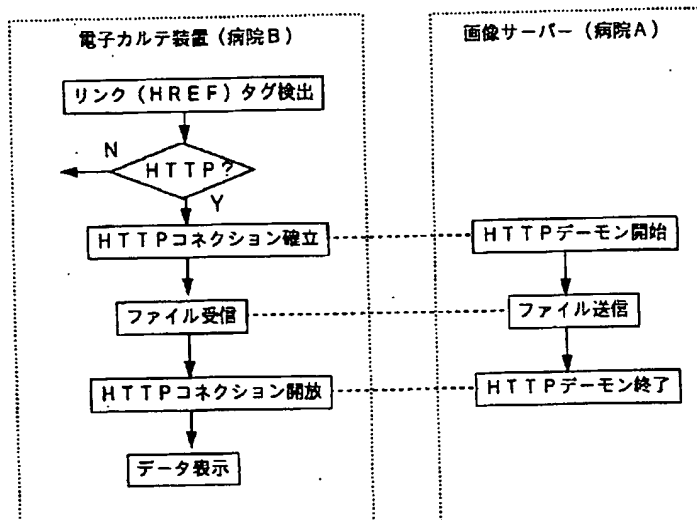 電子カルテ装置（病院B）
画像サーバー（病院A）
リンク（HREF）タグ検出
N
HTTP？
Y
HTTPコネクション確立
HTTPデーモン開始
ファイル受信
ファイル送信
HTTPコネクション開放
HTTPデーモン終了
データ表示